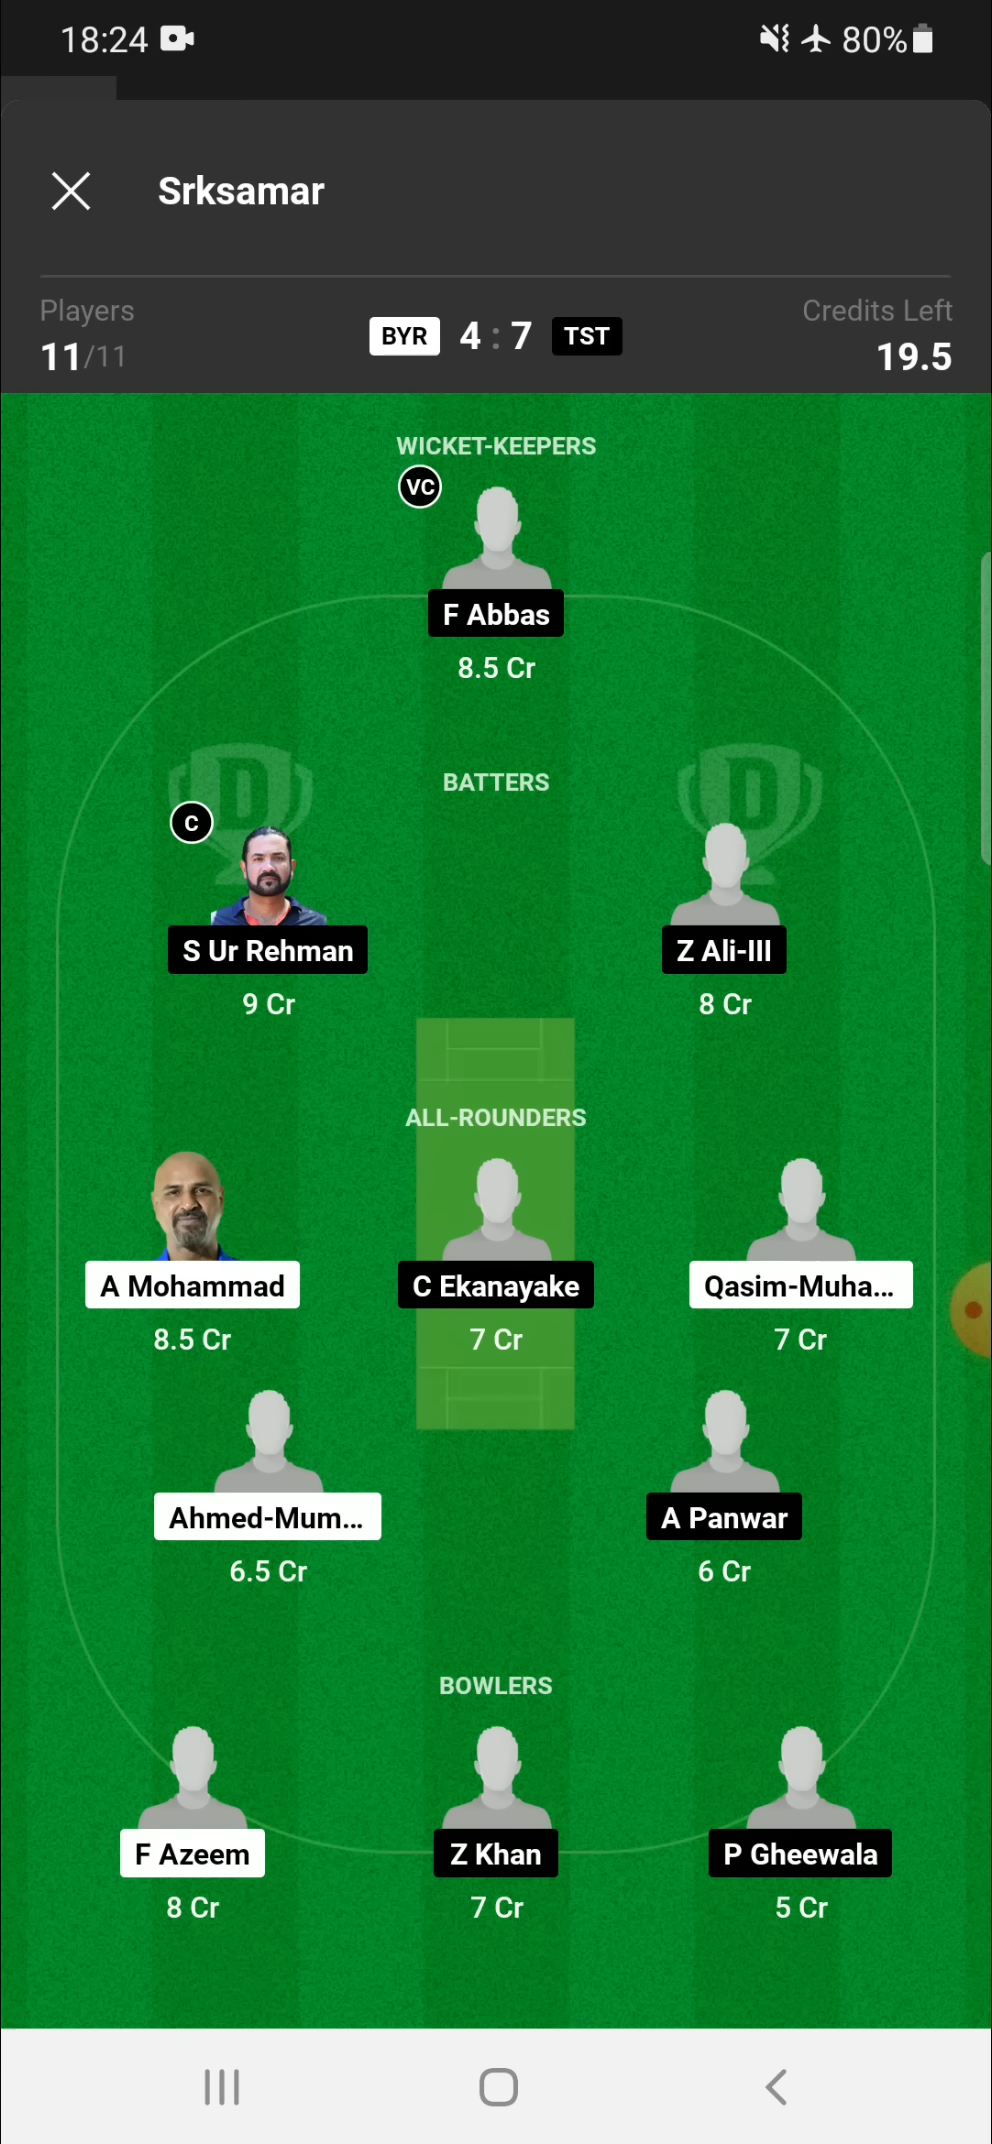 18:24
80%
Srksamar
Players
Credits Left
BYR 4 : 7 TST
11/11
19.5
WICKET-KEEPERS
VC
F Abbas
8.5 Cr
D
D
BATTERS
C
S Ur Rehman
Z Ali-III
9 Cr
8 Cr
ALL-ROUNDERS
A Mohammad
C Ekanayake
Qasim-Muha...
8.5 Cr
7 Cr
7 Cr
Ahmed-Mum...
A Panwar
6.5 Cr
6 Cr
BOWLERS
F Azeem
Z Khan
P Gheewala
8 Cr
7 Cr
5 Cr